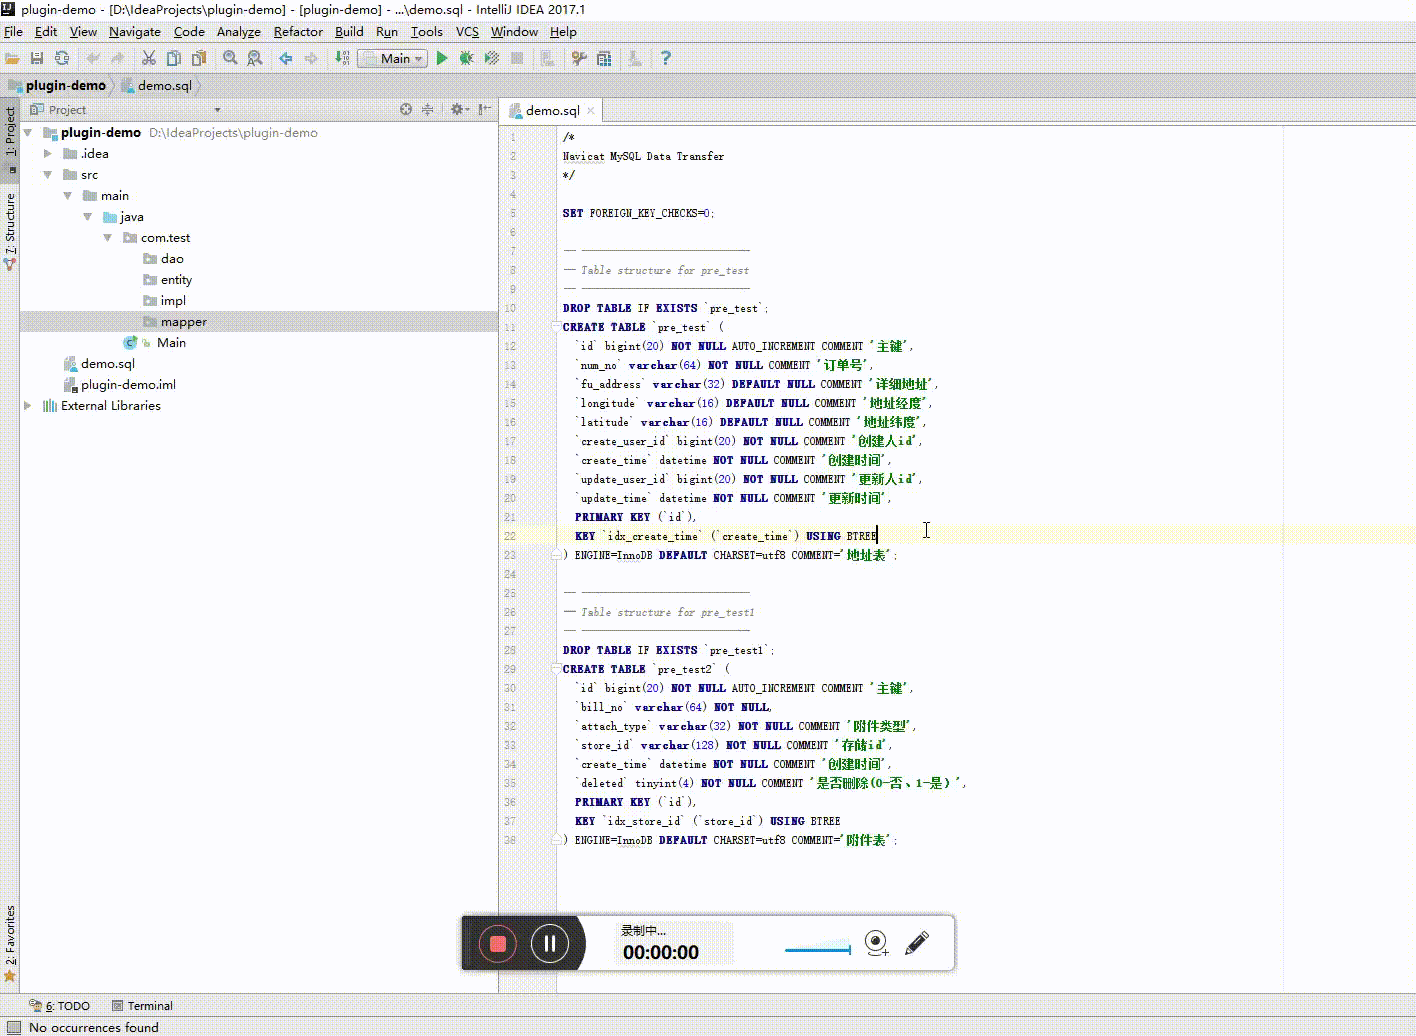 plugin-demo - [D:\IdeaProjects\plugin-demo] - [plugin-demo] - ...\demo.sql - IntelliJ IDEA 2017.1
File Edit View Navigate Code Analyze Refactor Build Run Tools VCS Window Help
Main
plugin-demo demo.sql
Project
demo.sql
1: Project
7: Structure
2: Favorites
plugin-demo D:\IdeaProjects\plugin-demo
.idea
src
main
java
com.test
dao
entity
impl
mapper
Main
demo.sql
plugin-demo.iml
External Libraries
1 /*
2 Navicat MySQL Data Transfer
3 */
4
5 SET FOREIGN_KEY_CHECKS=0;
6
7 -- ----------------------------
8 -- Table structure for pre_test
9 -- ----------------------------
10 DROP TABLE IF EXISTS `pre_test`;
11 CREATE TABLE `pre_test` (
12 `id` bigint(20) NOT NULL AUTO_INCREMENT COMMENT '主键',
13 `num_no` varchar(64) NOT NULL COMMENT '订单号',
14 `fu_address` varchar(32) DEFAULT NULL COMMENT '详细地址',
15 `longitude` varchar(16) DEFAULT NULL COMMENT '地址经度',
16 `latitude` varchar(16) DEFAULT NULL COMMENT '地址纬度',
17 `create_user_id` bigint(20) NOT NULL COMMENT '创建人id',
18 `create_time` datetime NOT NULL COMMENT '创建时间',
19 `update_user_id` bigint(20) NOT NULL COMMENT '更新人id',
20 `update_time` datetime NOT NULL COMMENT '更新时间',
21 PRIMARY KEY (`id`),
22 KEY `idx_create_time` (`create_time`) USING BTREE
23 ) ENGINE=InnoDB DEFAULT CHARSET=utf8 COMMENT='地址表';
24
25 -- ----------------------------
26 -- Table structure for pre_test1
27 -- ----------------------------
28 DROP TABLE IF EXISTS `pre_test1`;
29 CREATE TABLE `pre_test2` (
30 `id` bigint(20) NOT NULL AUTO_INCREMENT COMMENT '主键',
31 `bill_no` varchar(64) NOT NULL,
32 `attach_type` varchar(32) NOT NULL COMMENT '附件类型',
33 `store_id` varchar(128) NOT NULL COMMENT '存储id',
34 `create_time` datetime NOT NULL COMMENT '创建时间',
35 `deleted` tinyint(4) NOT NULL COMMENT '是否删除(0-否、1-是）',
36 PRIMARY KEY (`id`),
37 KEY `idx_store_id` (`store_id`) USING BTREE
38 ) ENGINE=InnoDB DEFAULT CHARSET=utf8 COMMENT='附件表';
录制中...
00:00:00
6: TODO Terminal
No occurrences found